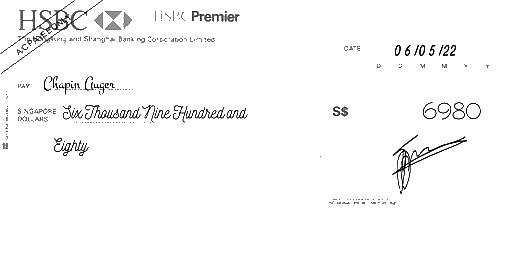 HSBC HSBC Premier
The Hongkong and Shanghai Banking Corporation Limited
A/C PAYEE ONLY
DATE 06/05/22
D D M M Y Y
PAY Chapin Auger
SINGAPORE DOLLARS Six Thousand Nine Hundred and
S$ 6980
Eighty